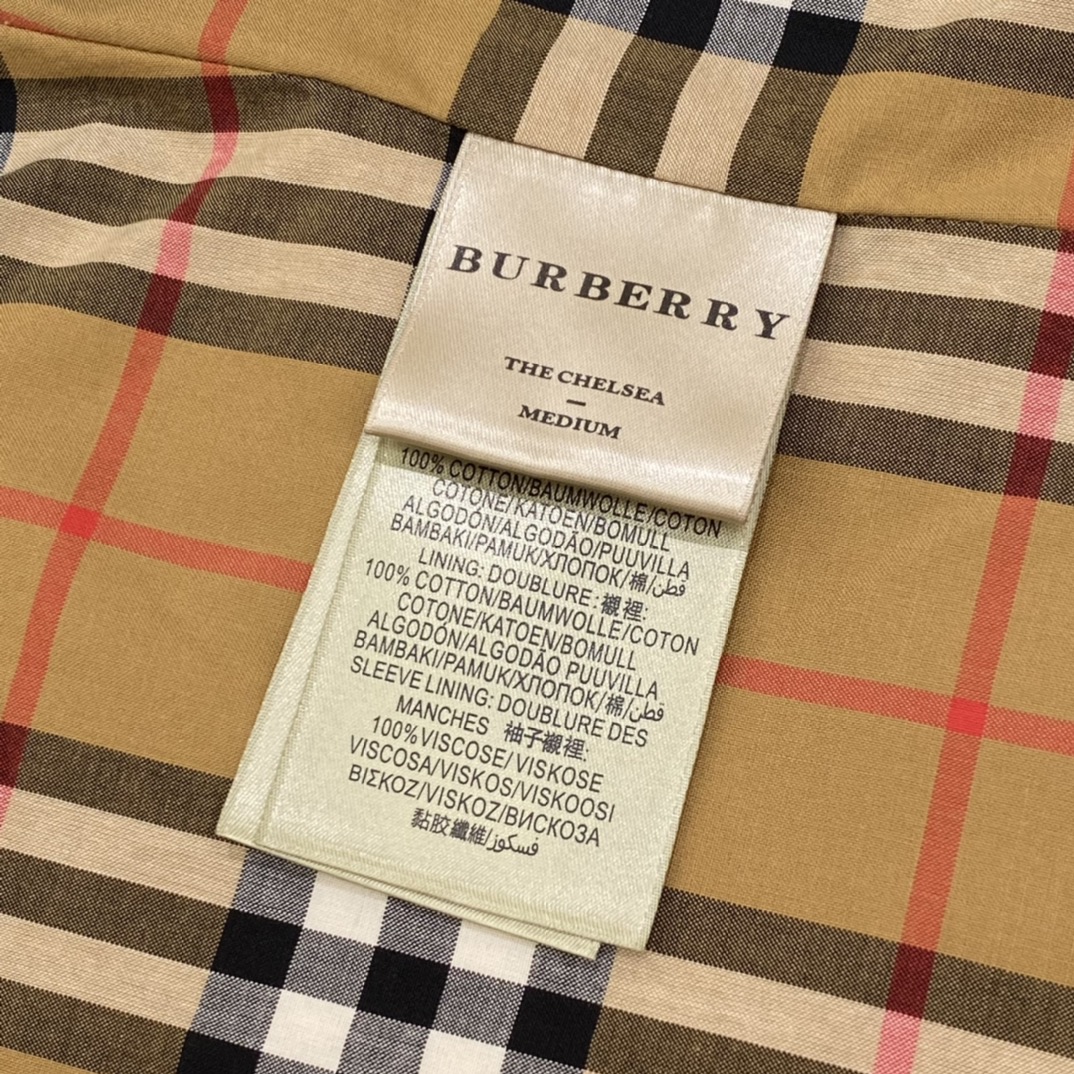 BURBERRY
THE CHELSEA
–
MEDIUM
100% COTTON/BAUMWOLLE/COTON
COTONE/KATOEN/BOMULL
ALGODÓN/ALGODÃO/PUUVILLA
BAMBAKI/PAMUK/ХЛОПОК/棉/قطن
LINING: DOUBLURE:襯裡:
100% COTTON/BAUMWOLLE/COTON
COTONE/KATOEN/BOMULL
ALGODÓN/ALGODÃO PUUVILLA
BAMBAKI/PAMUK/ХЛОПОК/棉/قطن
SLEEVE LINING: DOUBLURE DES
MANCHES 袖子襯裡:
100%VISCOSE/ VISKOSE
VISCOSA/VISKOS/VISKOOSI
ΒΙΣΚΟΖ/VISKOZ/ВИСКОЗА
黏胶纖維/فسكوز